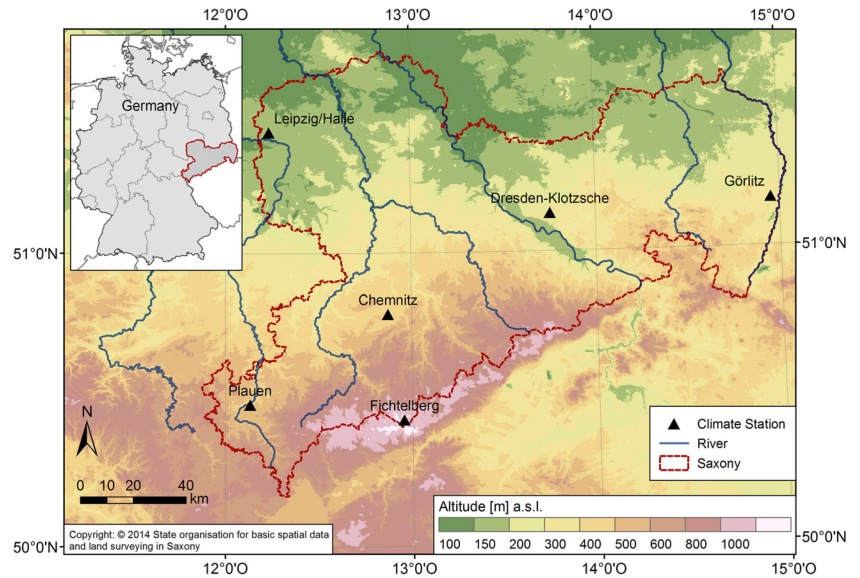 12°0'O 13°0'O 14°0'O 15°0'O
Germany
Leipzig/Halle
Görlitz
Dresden-Klotzsche
51°0'N 51°0'N
Chemnitz
Plauen
Fichtelberg
N
Climate Station
River
Saxony
0 10 20 40
km
Altitude [m] a.s.l.
100 150 200 300 400 500 600 800 1000
Copyright: © 2014 State organisation for basic spatial data
and land surveying in Saxony
50°0'N 50°0'N
12°0'O 13°0'O 14°0'O 15°0'O